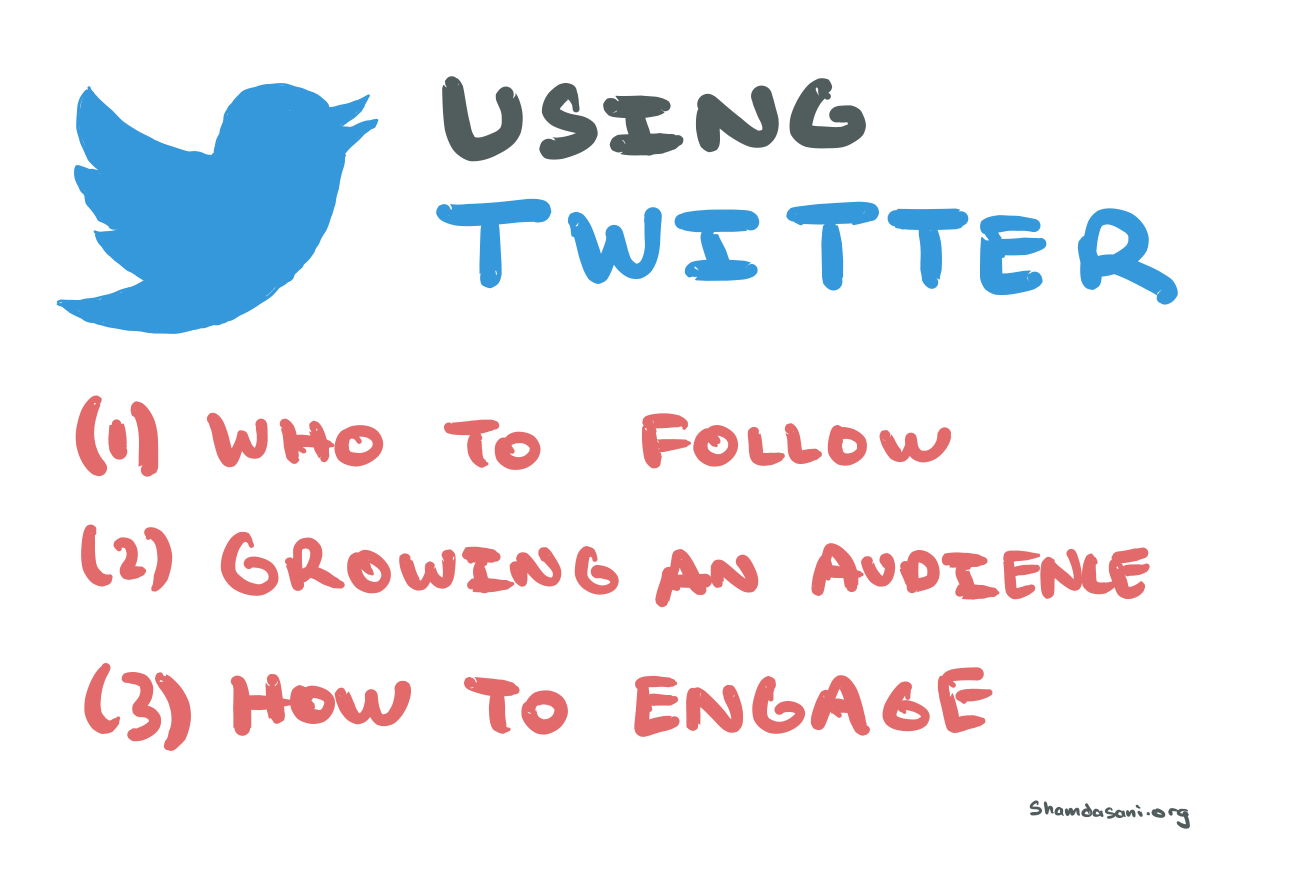 USING
TWITTER
(1) WHO TO FOLLOW
(2) GROWING AN AUDIENCE
(3) HOW TO ENGAGE
Shamdasani.org